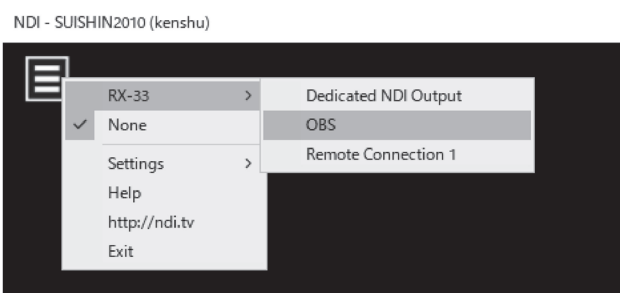 NDI - SUISHIN2010 (kenshu)
RX-33 >
Dedicated NDI Output
✓ None
OBS
Settings >
Remote Connection 1
Help
http://ndi.tv
Exit